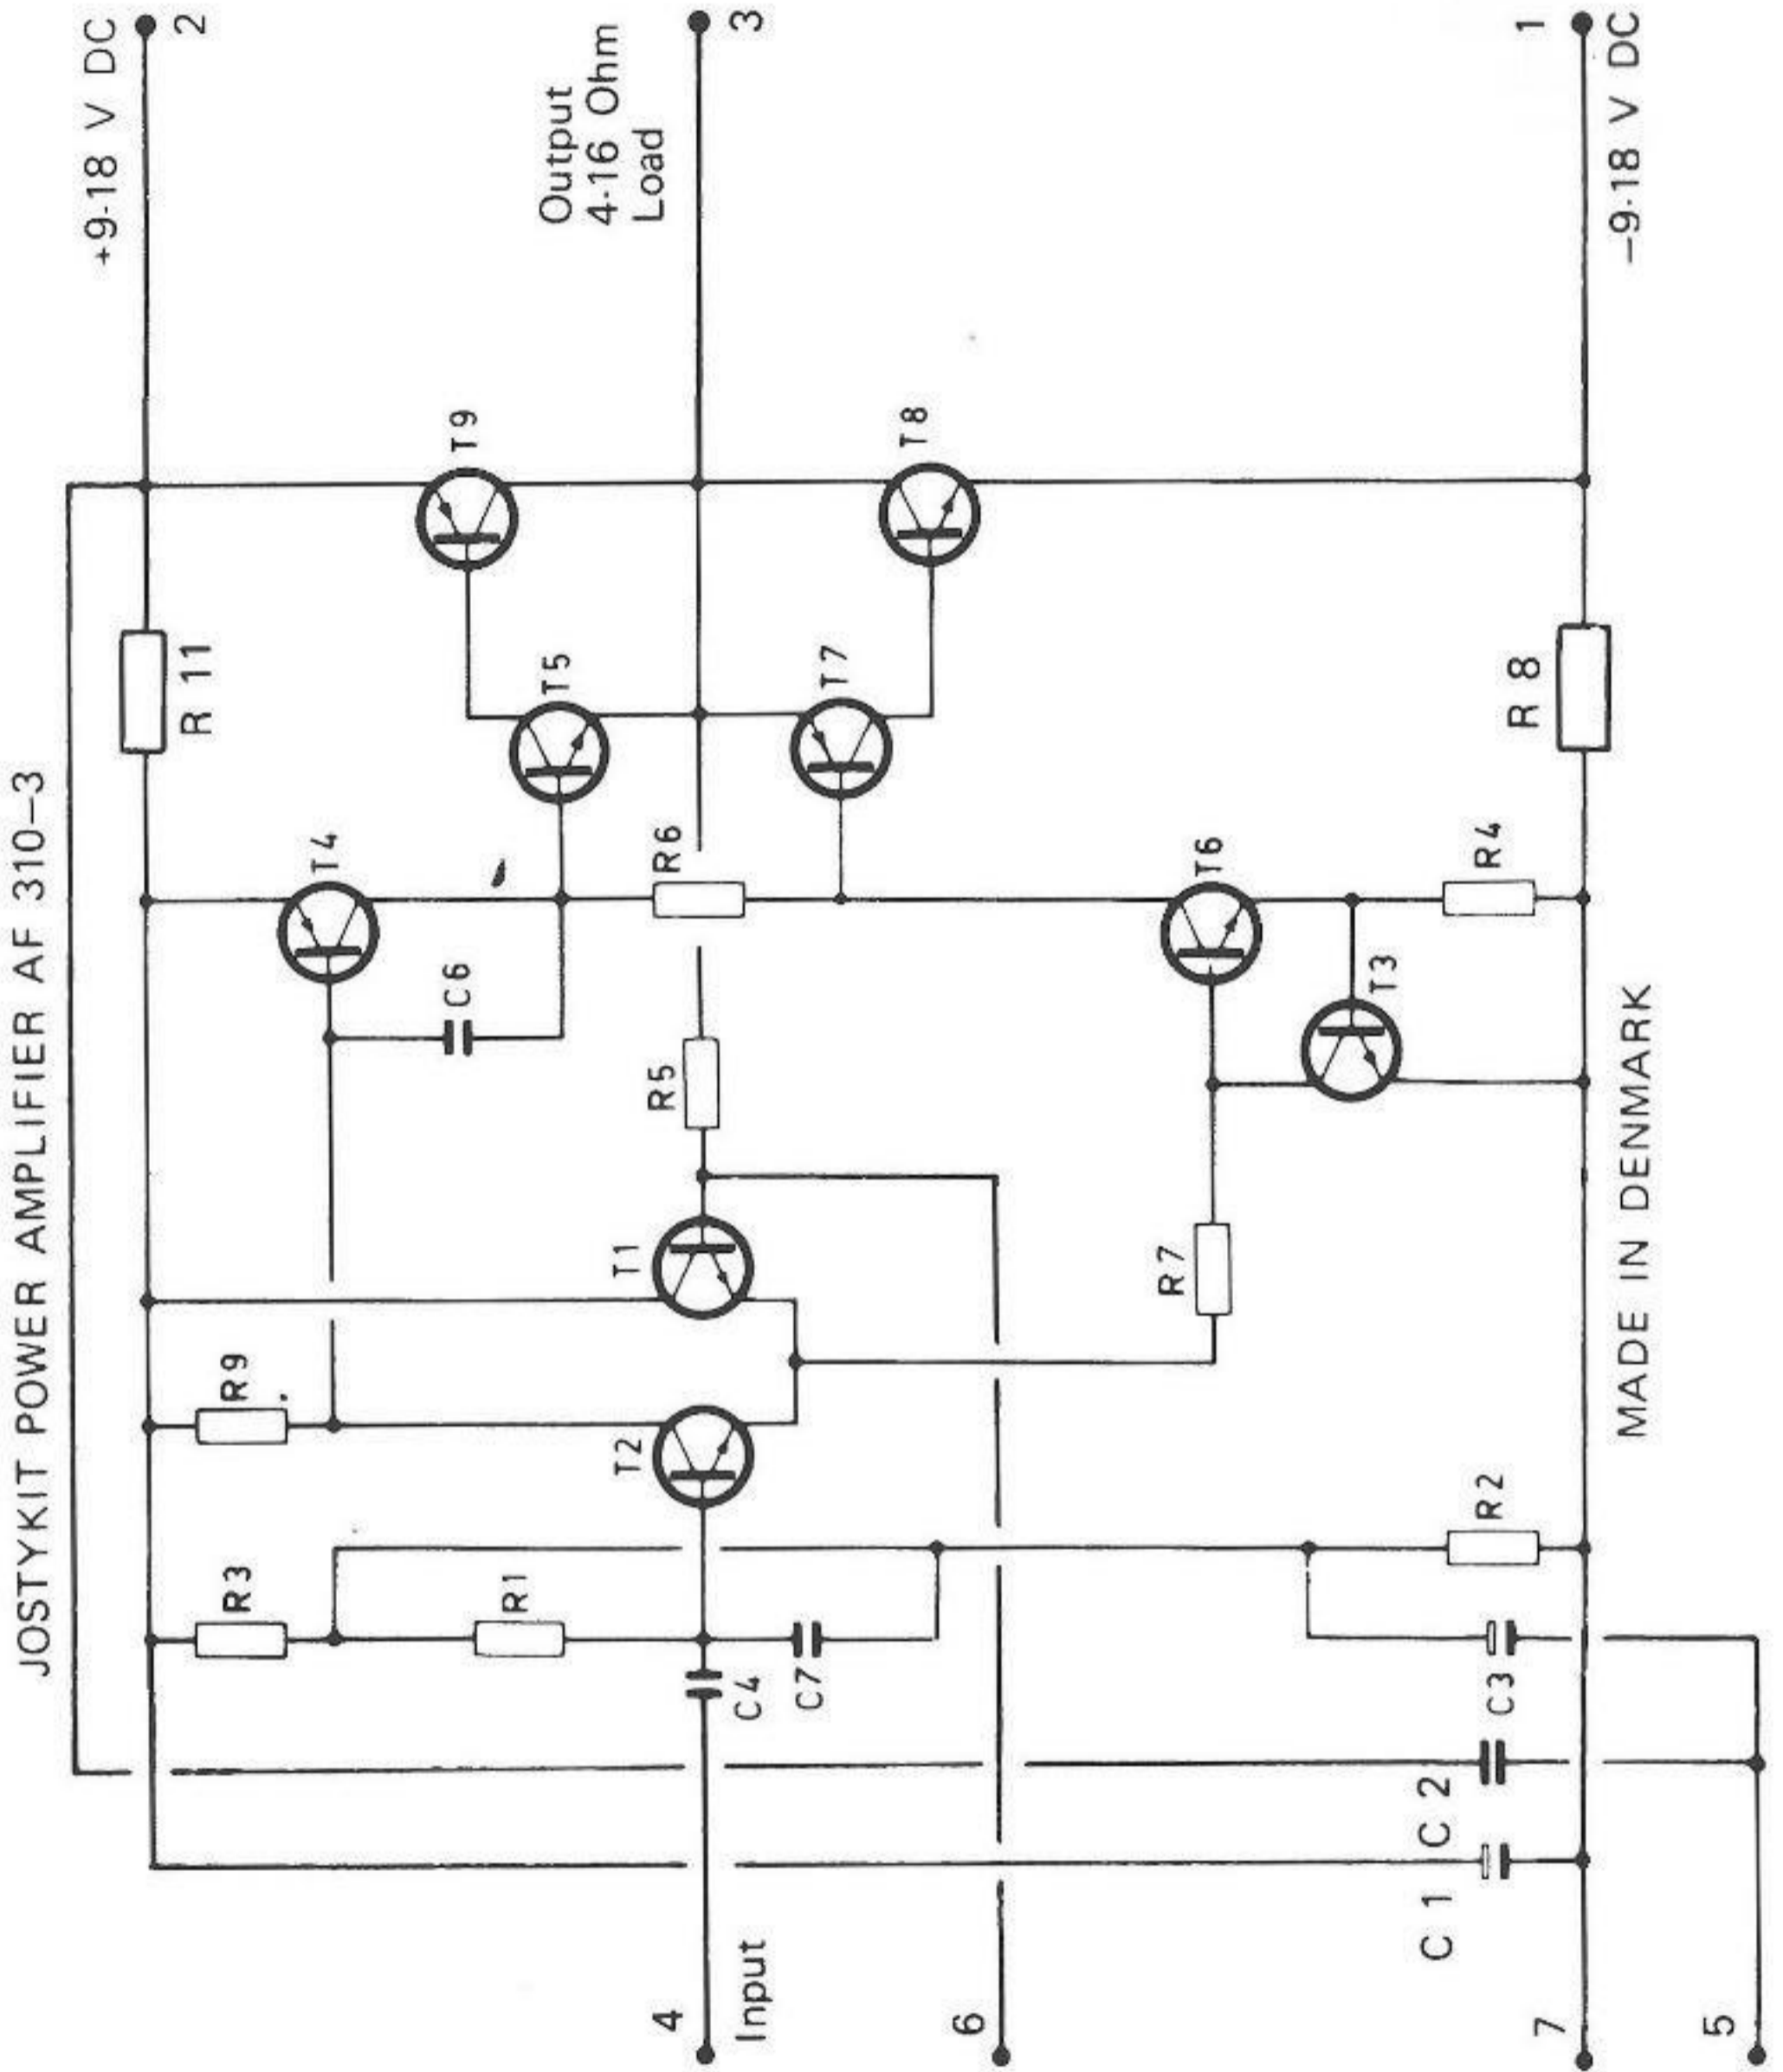 JOSTYKIT POWER AMPLIFIER AF 310-3
+9-18 V DC
2
R 11
R9
R3
T4
T9
C6
T5
Output
4-16 Ohm
Load
3
R6
R5
T1
T2
R1
4
Input
C4
C7
T7
T8
6
R7
T6
T3
R4
R2
R 8
C3
C 2
C 1
1
-9-18 V DC
7
5
MADE IN DENMARK